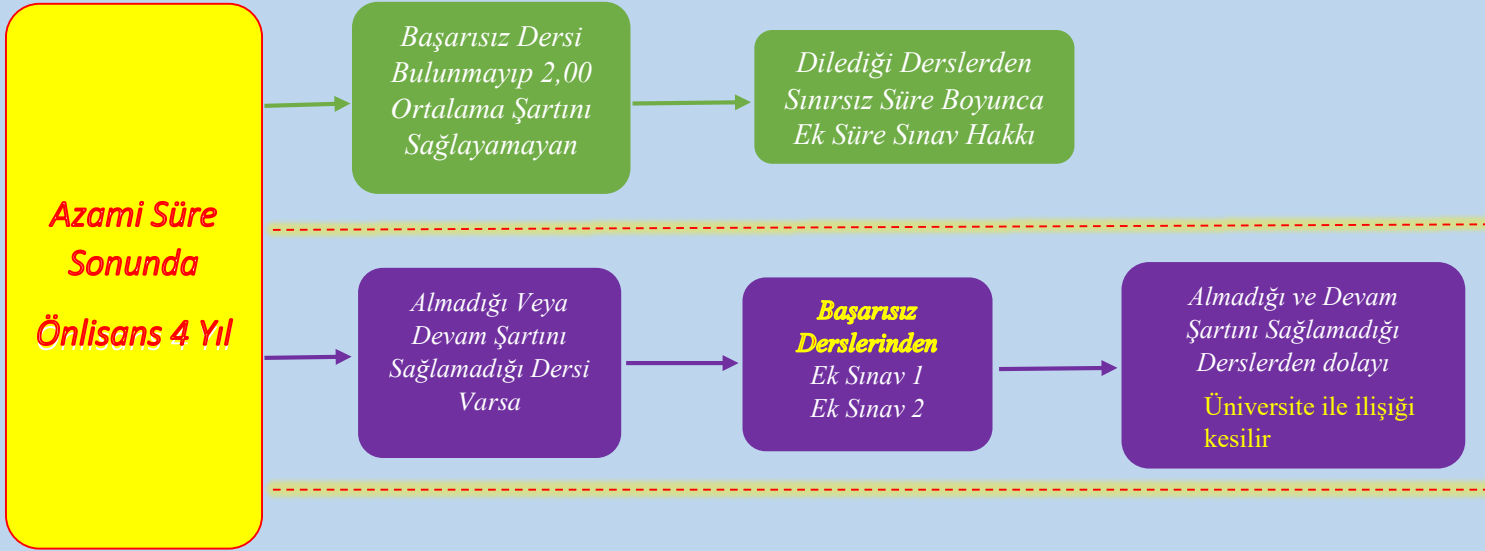 Azami Süre
Sonunda
Önlisans 4 Yıl
Başarısız Dersi
Bulunmayıp 2,00
Ortalama Şartını
Sağlayamayan
Dilediği Derslerden
Sınırsız Süre Boyunca
Ek Süre Sınav Hakkı
Almadığı Veya
Devam Şartını
Sağlamadığı Dersi
Varsa
Başarısız
Derslerinden
Ek Sınav 1
Ek Sınav 2
Almadığı ve Devam
Şartını Sağlamadığı
Derslerden dolayı
Üniversite ile ilişiği
kesilir